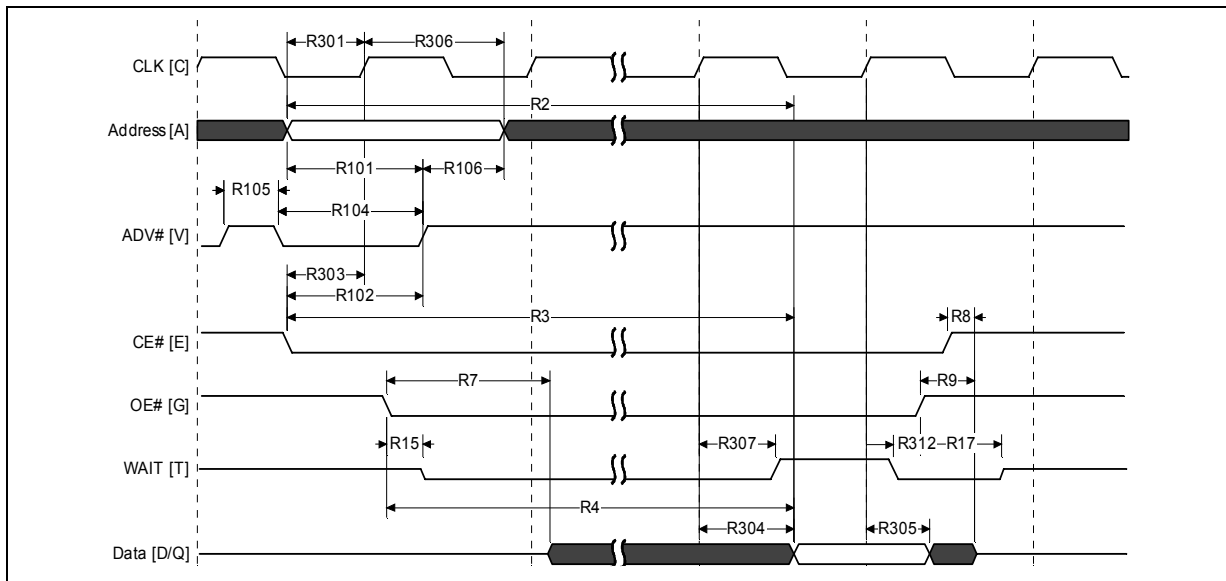 R301 R306
CLK [C]
R2
Address [A]
R101 R106
R105
R104
ADV# [V]
R303
R102
R3
R8
CE# [E]
R7 R9
OE# [G]
R15 R307 R312 R17
WAIT [T]
R4
R304 R305
Data [D/Q]